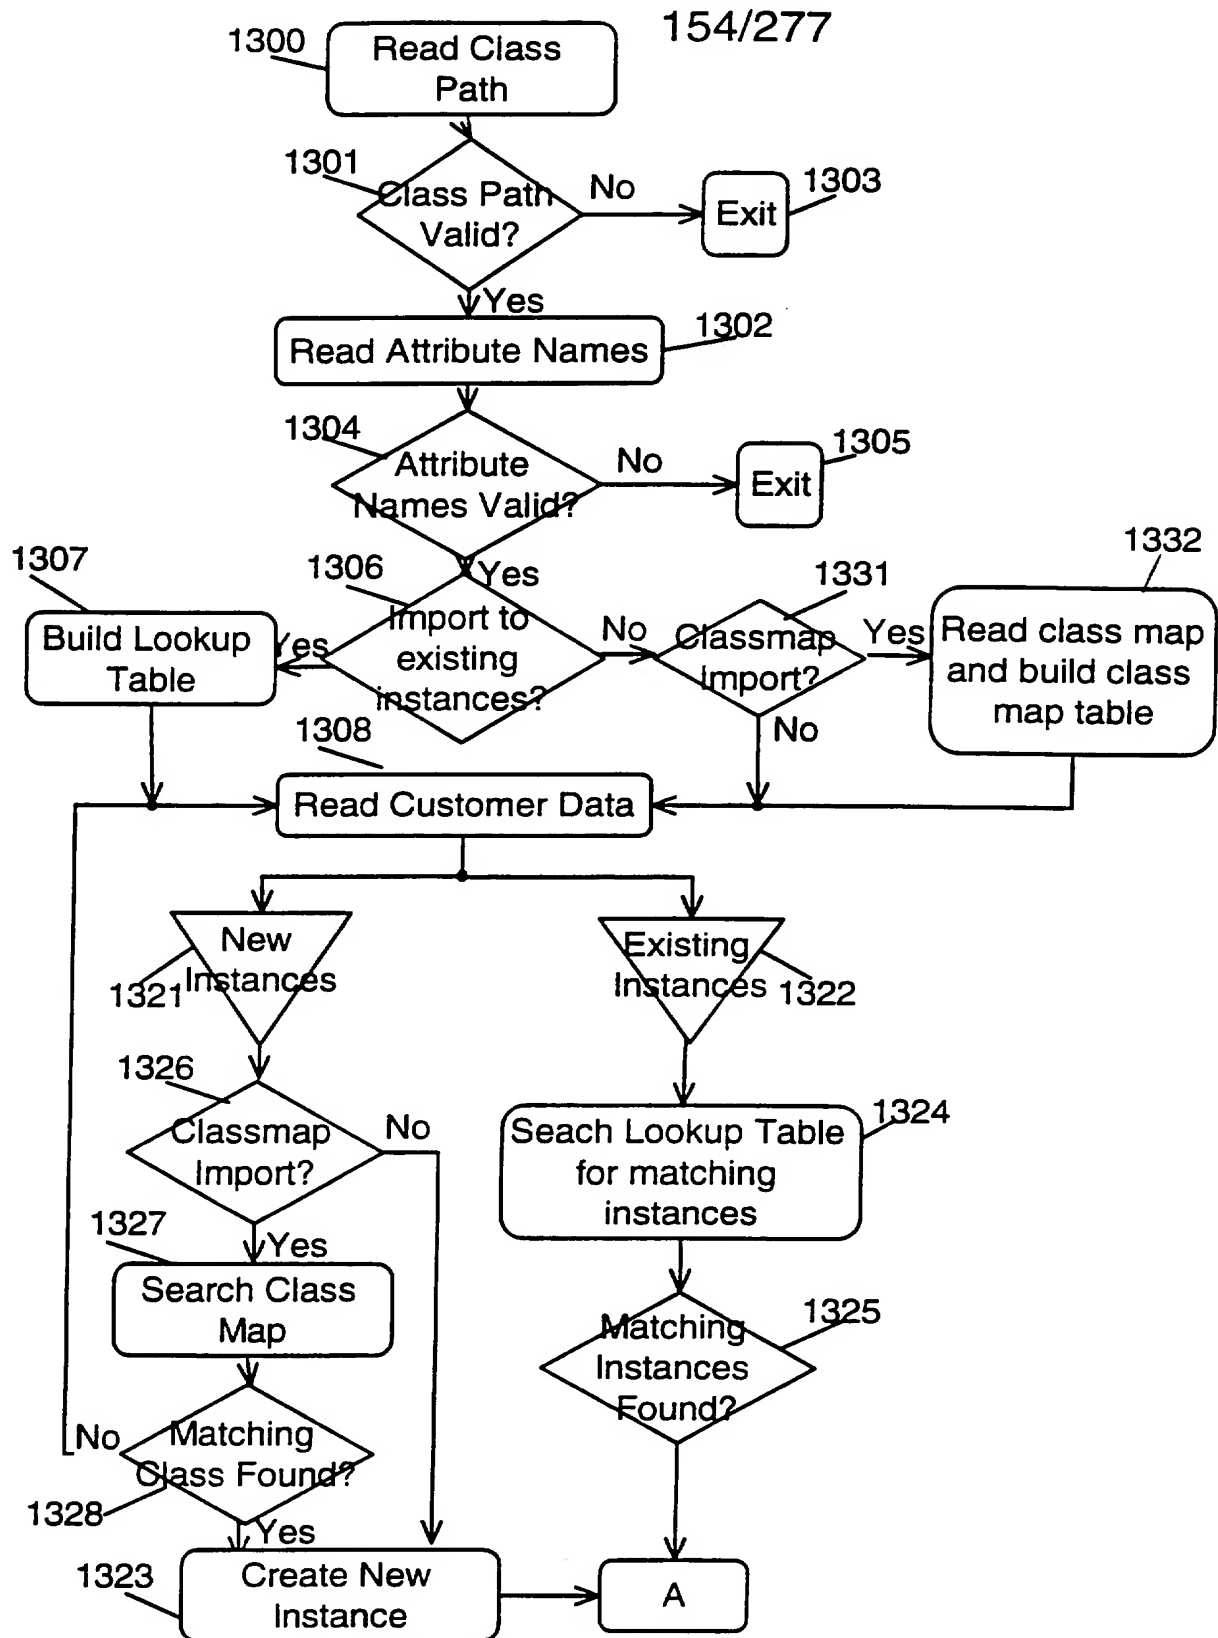 154/277
1300
Read Class
Path
1301
Class Path
Valid?
No
Exit
1303
Yes
Read Attribute Names
1302
1304
Attribute
Names Valid?
No
Exit
1305
Yes
1307
Build Lookup
Table
1306
Import to
existing
instances?
Yes
No
1331
Classmap
Import?
Yes
No
1332
Read class map
and build class
map table
1308
Read Customer Data
New
Instances
1321
Existing
Instances
1322
1326
Classmap
Import?
No
Yes
Seach Lookup Table
for matching
instances
1324
1327
Search Class
Map
Matching
Instances
Found?
1325
No
Matching
Class Found?
1328
Yes
1323
Create New
Instance
A